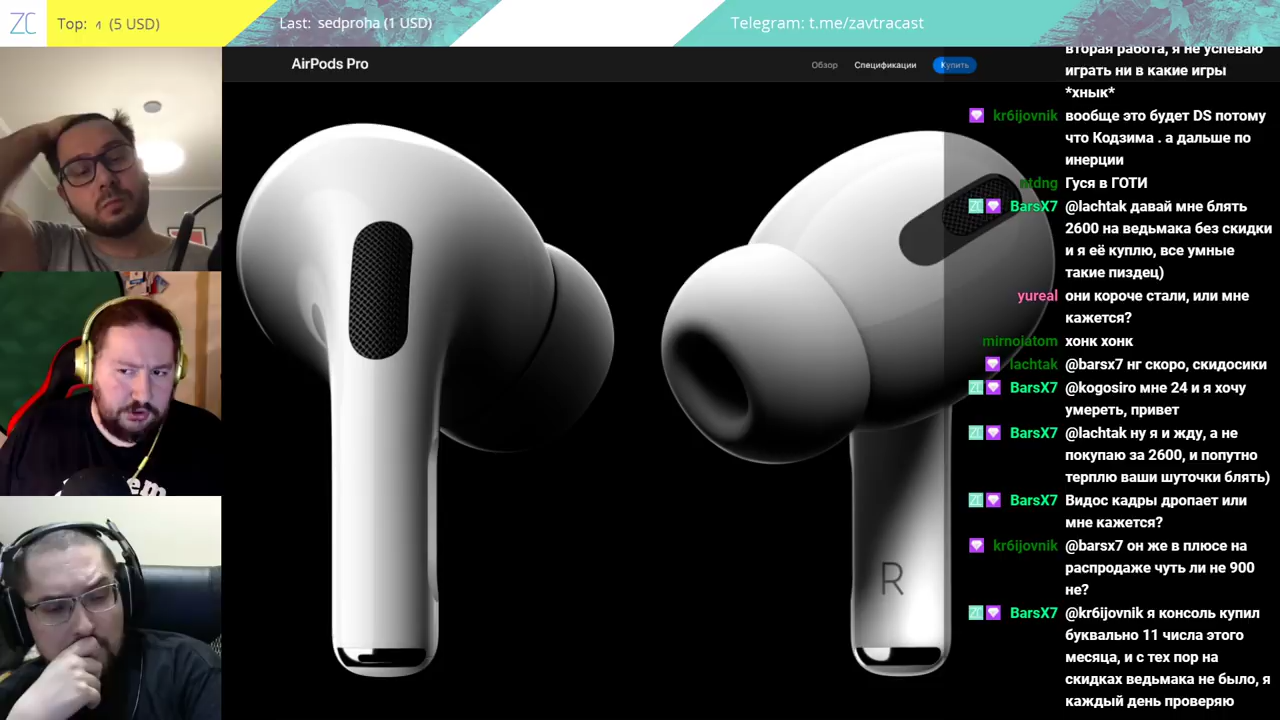 ZC
Top: (5 USD)
Last: sedproha (1 USD)
Telegram: t.me/zavtracast
AirPods Pro
Обзор
Спецификации
Купить
R
вторая работа, я не успеваю
играть ни в какие игры
*хнык*
kr6ijovnik вообще это будет DS потому
что Кодзима . а дальше по
инерции
ntdng Гуся в ГОТИ
BarsX7 @lachtak давай мне блять
2600 на ведьмака без скидки
и я её куплю, все умные
такие пиздец)
yureal они короче стали, или мне
кажется?
mirnojatom хонк хонк
lachtak @barsx7 нг скоро, скидосики
BarsX7 @kogosiro мне 24 и я хочу
умереть, привет
BarsX7 @lachtak ну я и жду, а не
покупаю за 2600, и попутно
терплю ваши шуточки блять)
BarsX7 Видос кадры дропает или
мне кажется?
kr6ijovnik @barsx7 он же в плюсе на
распродаже чуть ли не 900
не?
BarsX7 @kr6ijovnik я консоль купил
буквально 11 числа этого
месяца, и с тех пор на
скидках ведьмака не было, я
каждый день проверяю